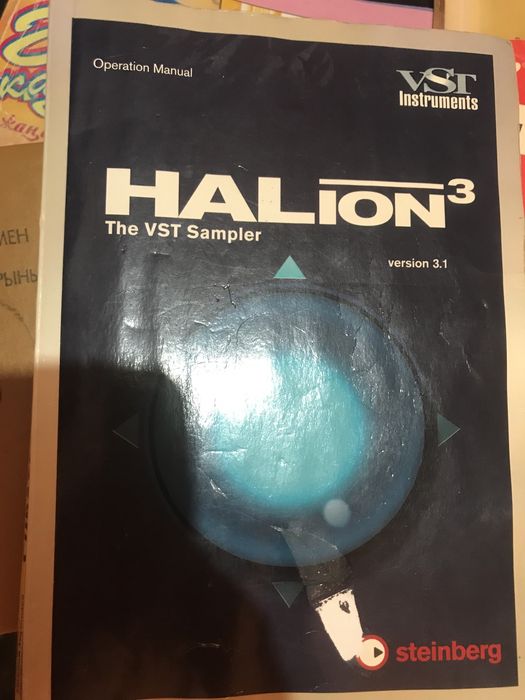 Operation Manual
VST
Instruments
HALION3
The VST Sampler
version 3.1
steinberg